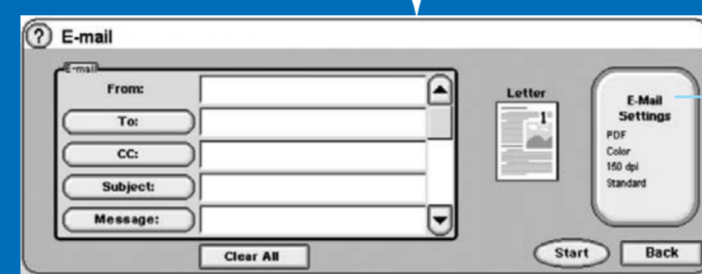 ? E-mail
E-mail
From:
To:
CC:
Subject:
Message:
Clear All
Letter
1
E-Mail
Settings
PDF
Color
150 dpi
Standard
Start
Back